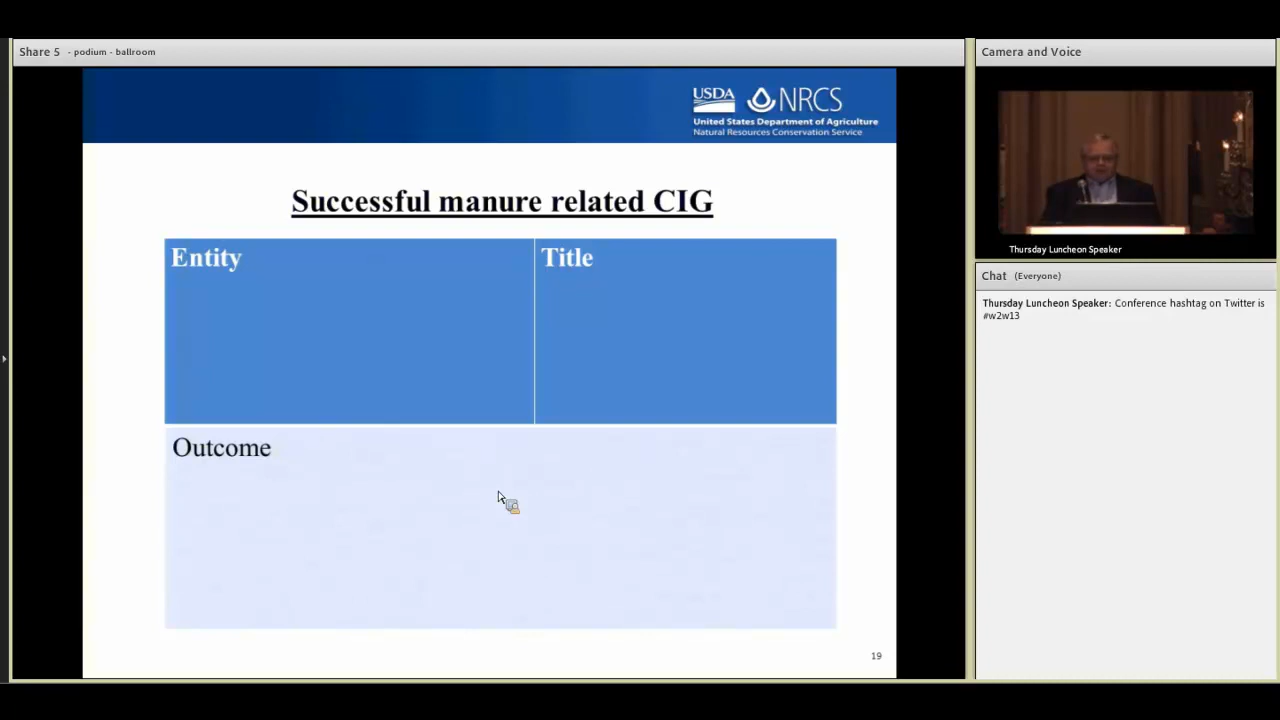 Share 5 - podium - ballroom
USDA NRCS
United States Department of Agriculture
Natural Resources Conservation Service
Successful manure related CIG
Entity
Title
Outcome
19
Camera and Voice
Thursday Luncheon Speaker
Chat (Everyone)
Thursday Luncheon Speaker: Conference hashtag on Twitter is
#w2w13